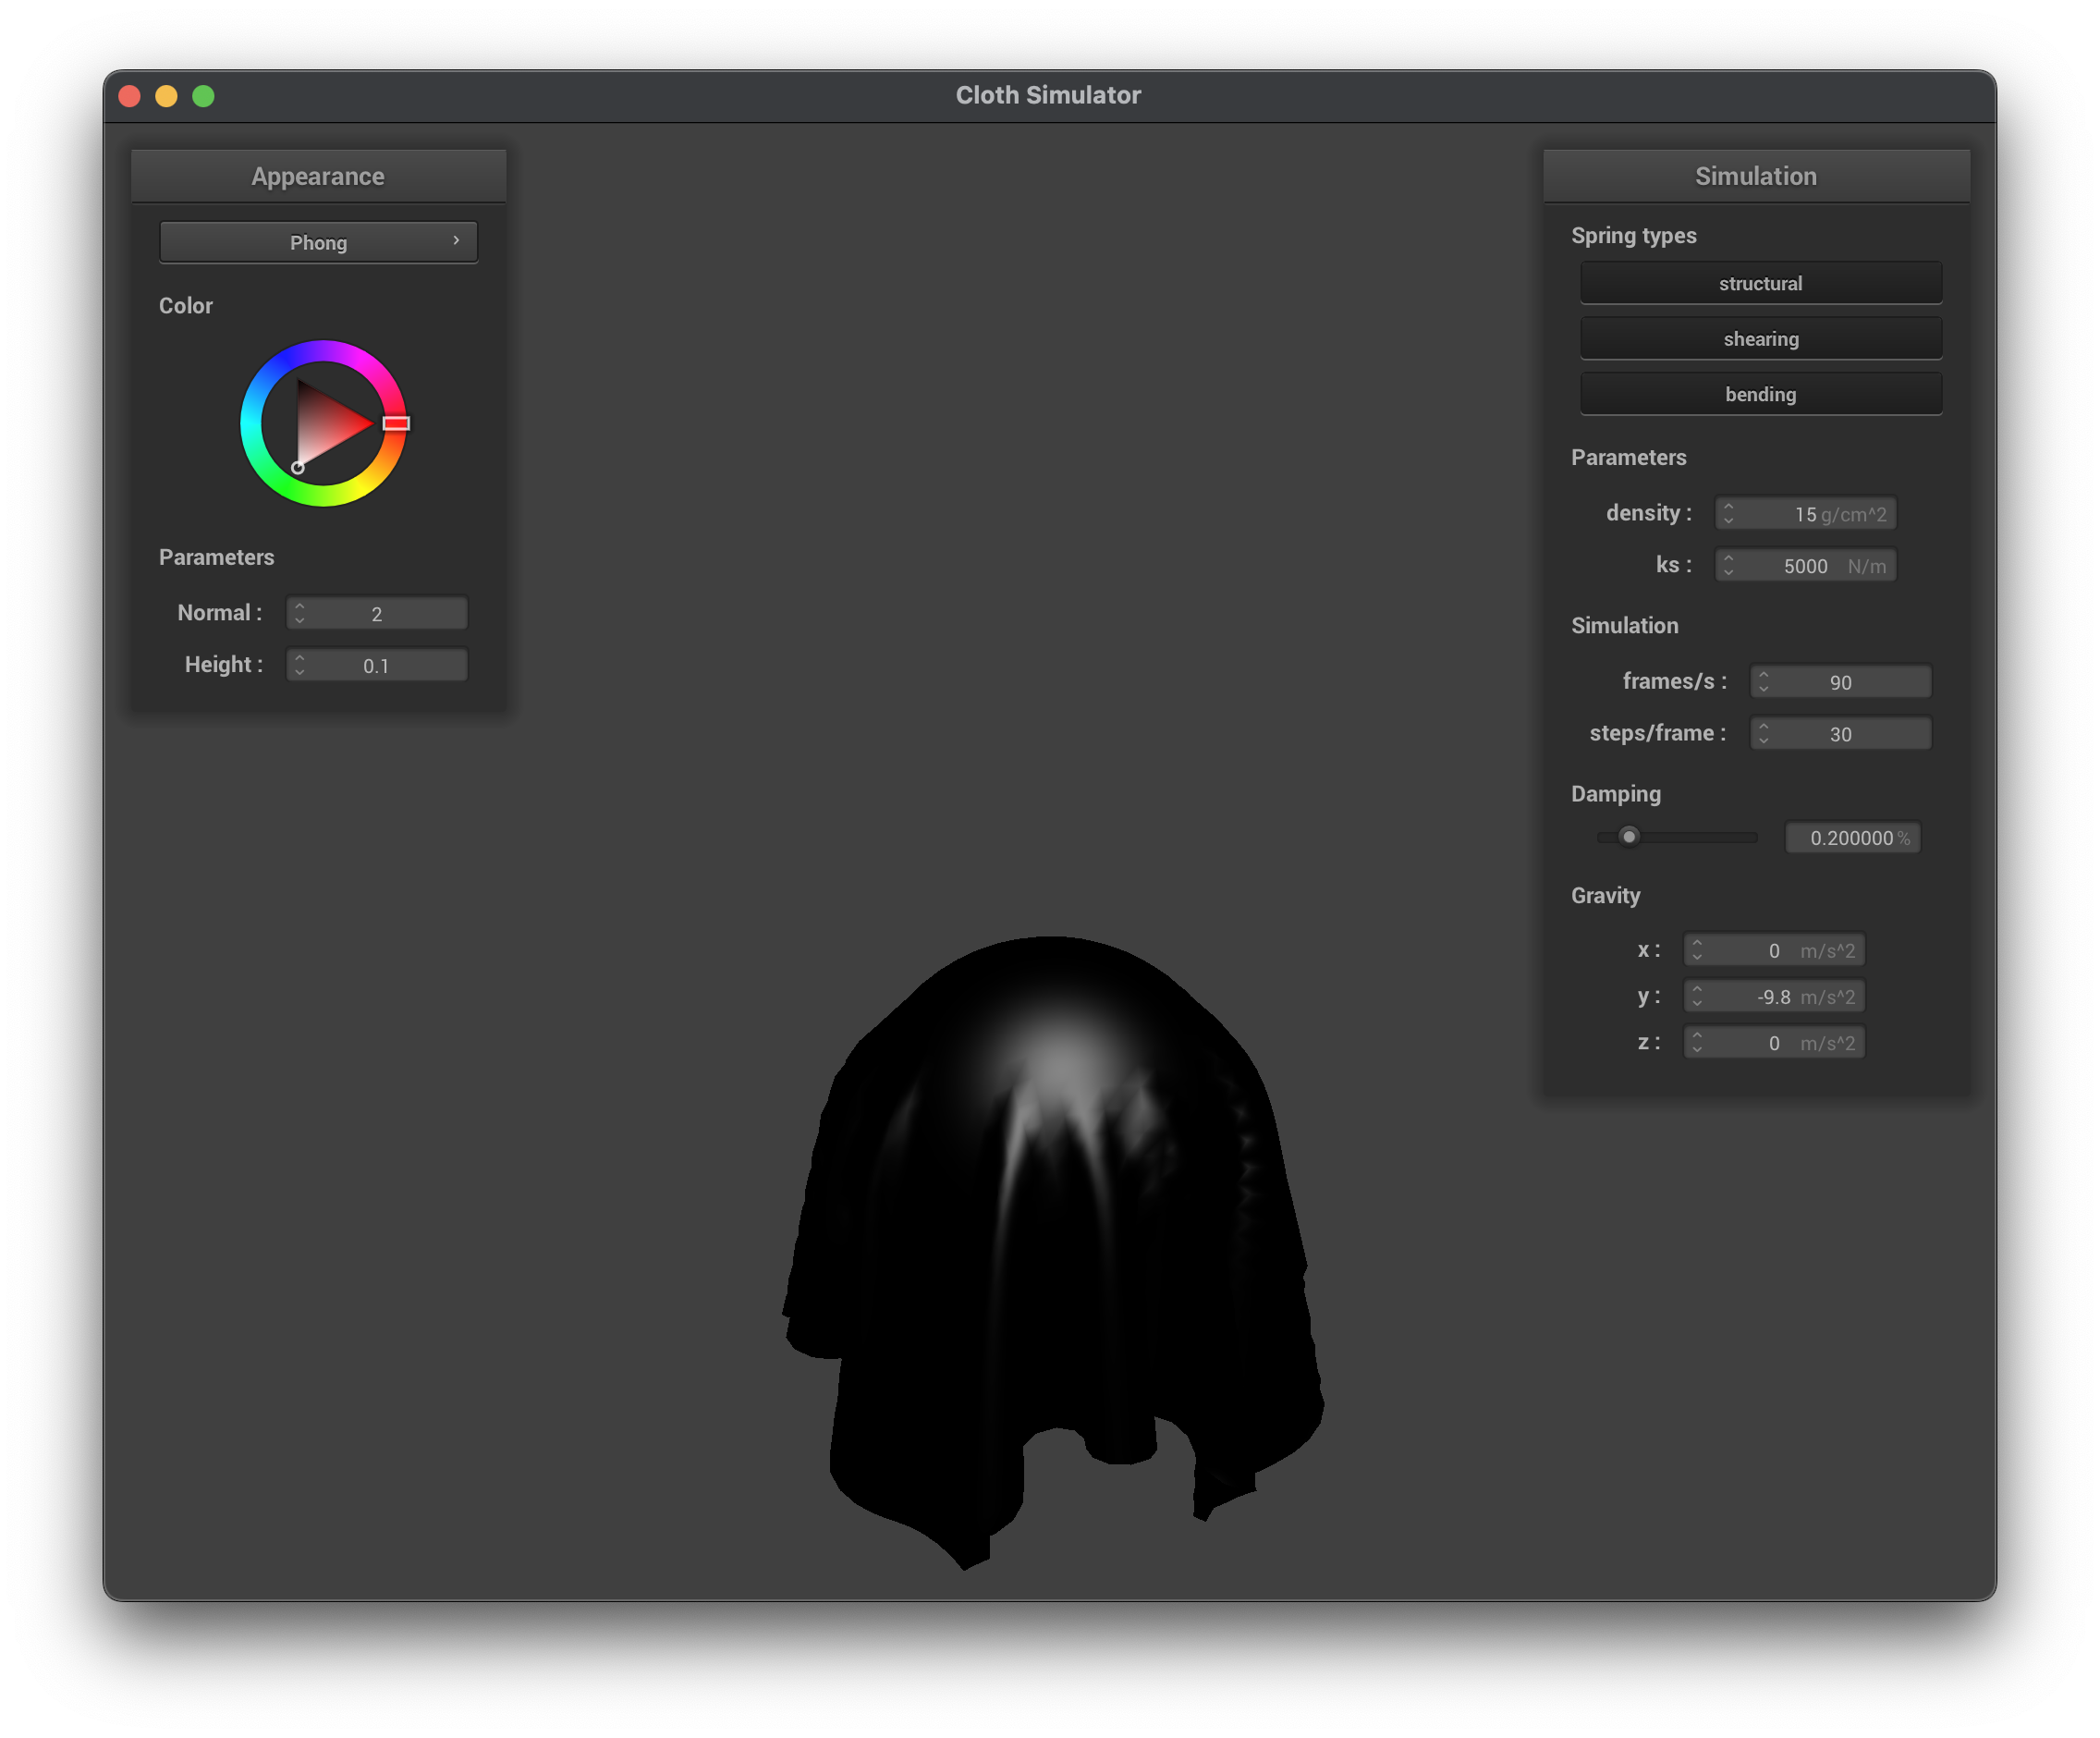 Cloth Simulator
Appearance
Phong
Color
Parameters
Normal : 2
Height : 0.1
Simulation
Spring types
structural
shearing
bending
Parameters
density : 15 g/cm^2
ks : 5000 N/m
Simulation
frames/s : 90
steps/frame : 30
Damping
0.200000 %
Gravity
x : 0 m/s^2
y : -9.8 m/s^2
z : 0 m/s^2